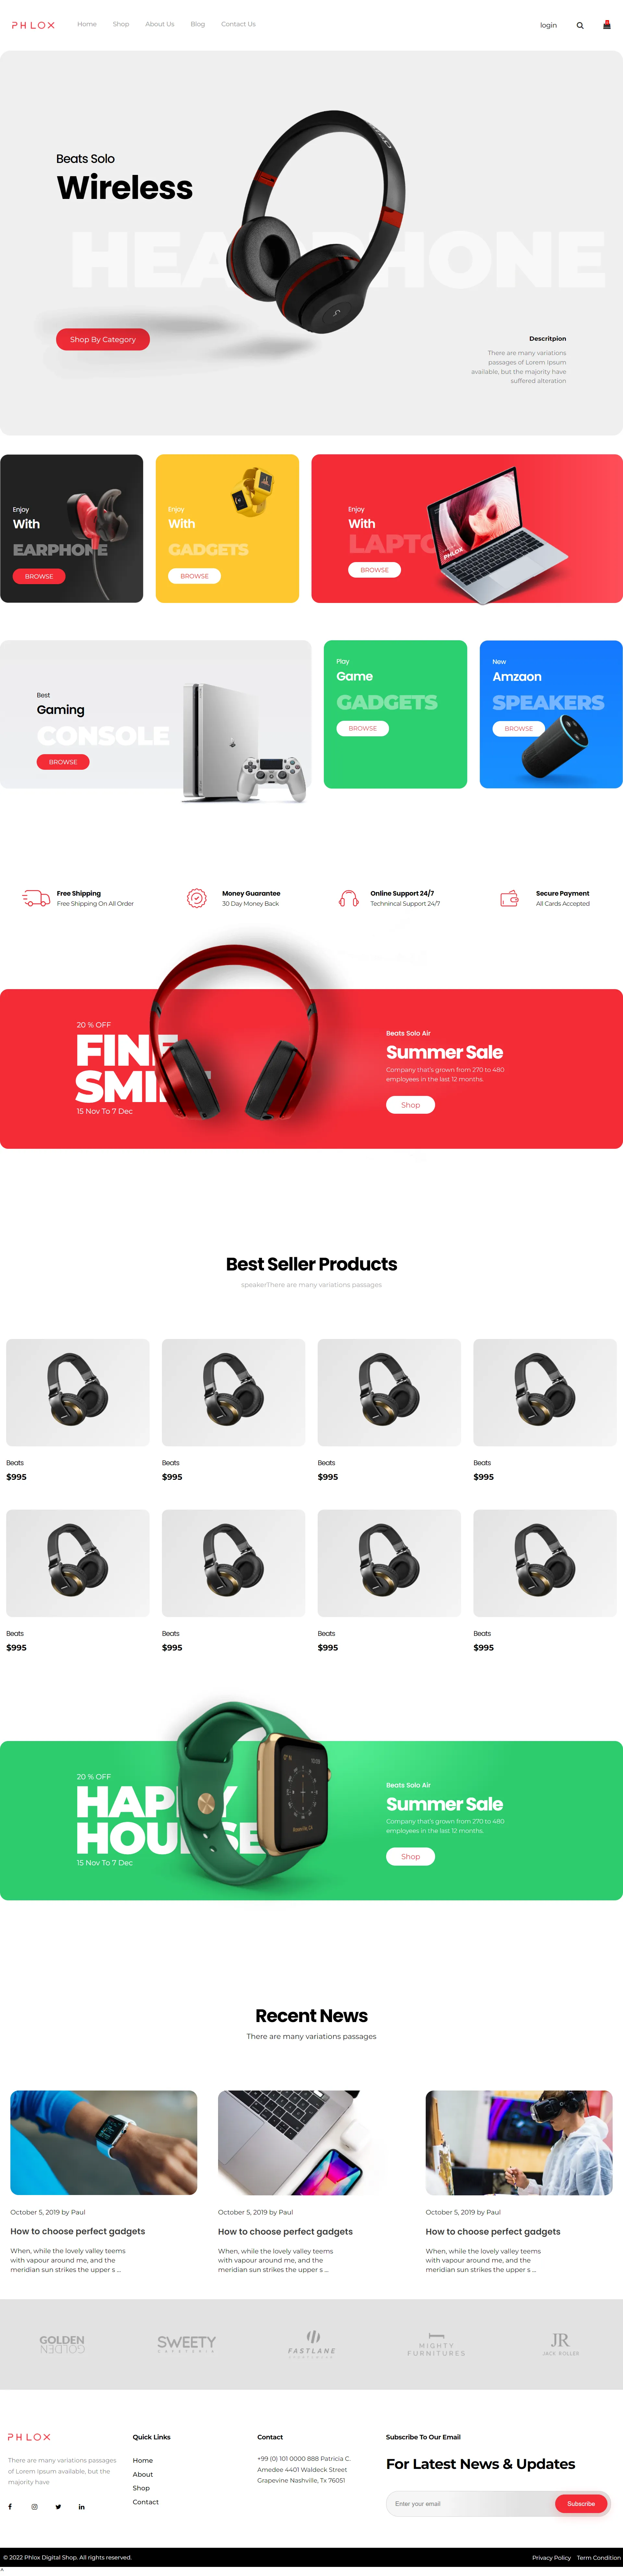 PHLOX
Home Shop About Us Blog Contact Us
login
Beats Solo
Wireless
HEADPHONE
Shop By Category
Descritpion
There are many variations
passages of Lorem Ipsum
available, but the majority have
suffered alteration
Enjoy
With
EARPHONE
BROWSE
Enjoy
With
GADGETS
BROWSE
Enjoy
With
LAPTO
BROWSE
PHLOX
Best
Gaming
CONSOLE
BROWSE
Play
Game
GADGETS
BROWSE
New
Amzaon
SPEAKERS
BROWSE
Free Shipping
Free Shipping On All Order
Money Guarantee
30 Day Money Back
Online Support 24/7
Technincal Support 24/7
Secure Payment
All Cards Accepted
20 % OFF
FINE
SMILE
15 Nov To 7 Dec
Beats Solo Air
Summer Sale
Company that's grown from 270 to 480
employees in the last 12 months.
Shop
Best Seller Products
speakerThere are many variations passages
Beats
$995
Beats
$995
Beats
$995
Beats
$995
Beats
$995
Beats
$995
Beats
$995
Beats
$995
20 % OFF
HAPPY
HOURSE
15 Nov To 7 Dec
Beats Solo Air
Summer Sale
Company that's grown from 270 to 480
employees in the last 12 months.
Shop
Recent News
There are many variations passages
October 5, 2019 by Paul
How to choose perfect gadgets
When, while the lovely valley teems
with vapour around me, and the
meridian sun strikes the upper s ...
October 5, 2019 by Paul
How to choose perfect gadgets
When, while the lovely valley teems
with vapour around me, and the
meridian sun strikes the upper s ...
October 5, 2019 by Paul
How to choose perfect gadgets
When, while the lovely valley teems
with vapour around me, and the
meridian sun strikes the upper s ...
GOLDEN
GOLDEN
SWEETY
FASTLANE
MIGHTY
FURNITURES
JR
JACK ROLLER
PHLOX
There are many variations passages
of Lorem Ipsum available, but the
majority have
Quick Links
Home
About
Shop
Contact
Contact
+99 (0) 101 0000 888 Patricia C.
Amedee 4401 Waldeck Street
Grapevine Nashville, Tx 76051
Subscribe To Our Email
For Latest News & Updates
Enter your email
Subscribe
© 2022 Phlox Digital Shop. All rights reserved.
Privacy Policy Term Condition
^